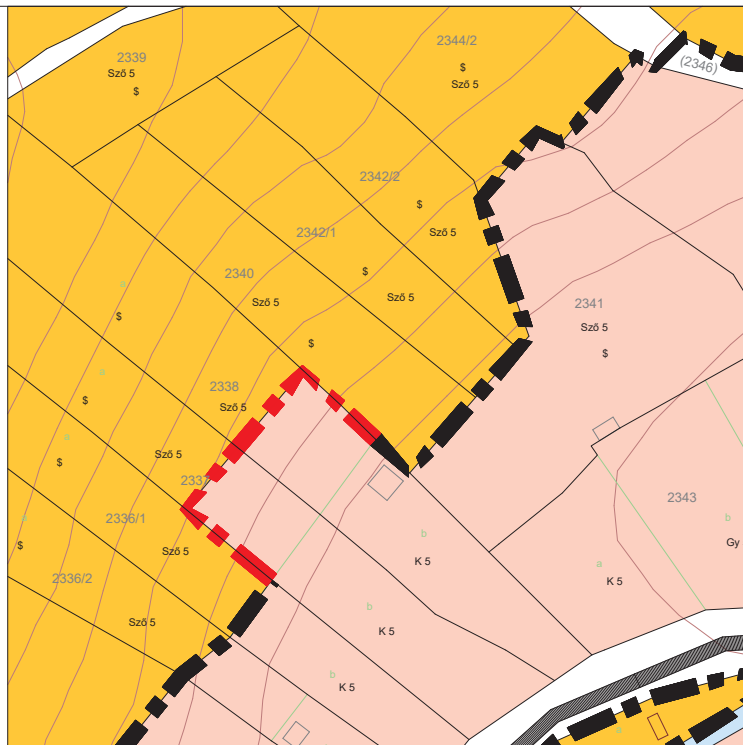 2339
Sző 5
$
2344/2
$
Sző 5
(2346)
2342/2
$
Sző 5
2342/1
$
Sző 5
2340
Sző 5
$
2341
Sző 5
$
a
$
2338
Sző 5
a
$
a
$
Sző 5
2337
2336/1
Sző 5
a
$
2336/2
Sző 5
2343
b
Gy
b
K 5
a
K 5
b
K 5
b
K 5
a